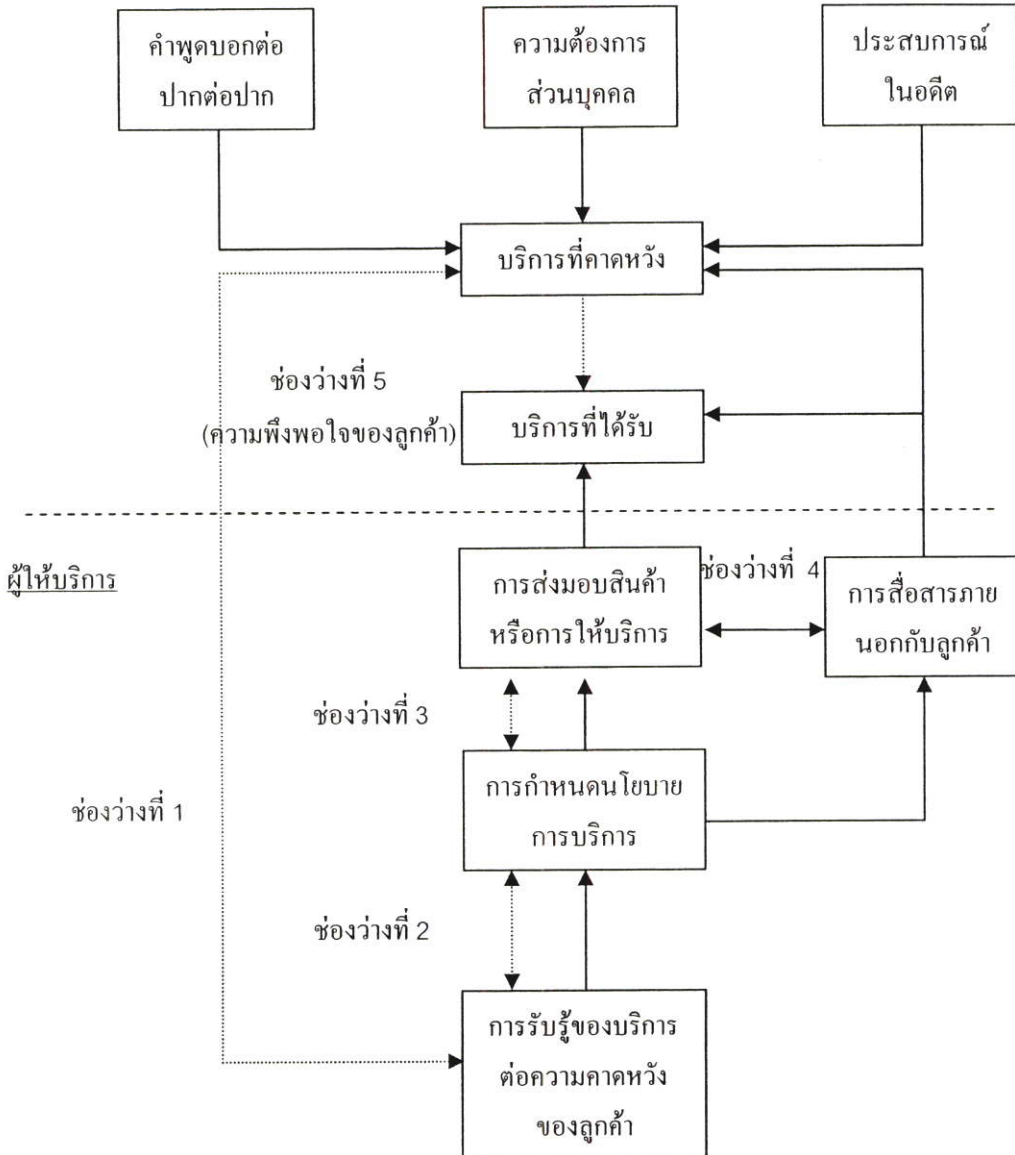 คำพูดบอกต่อ
ปากต่อปาก
ความต้องการ
ส่วนบุคคล
ประสบการณ์
ในอดีต
บริการที่คาดหวัง
ช่องว่างที่ 5
(ความพึงพอใจของลูกค้า)
บริการที่ได้รับ
ผู้ให้บริการ
การส่งมอบสินค้า
หรือการให้บริการ
ช่องว่างที่ 4
การสื่อสารภาย
นอกกับลูกค้า
ช่องว่างที่ 3
การกำหนดนโยบาย
การบริการ
ช่องว่างที่ 1
ช่องว่างที่ 2
การรับรู้ของบริการ
ต่อความคาดหวัง
ของลูกค้า